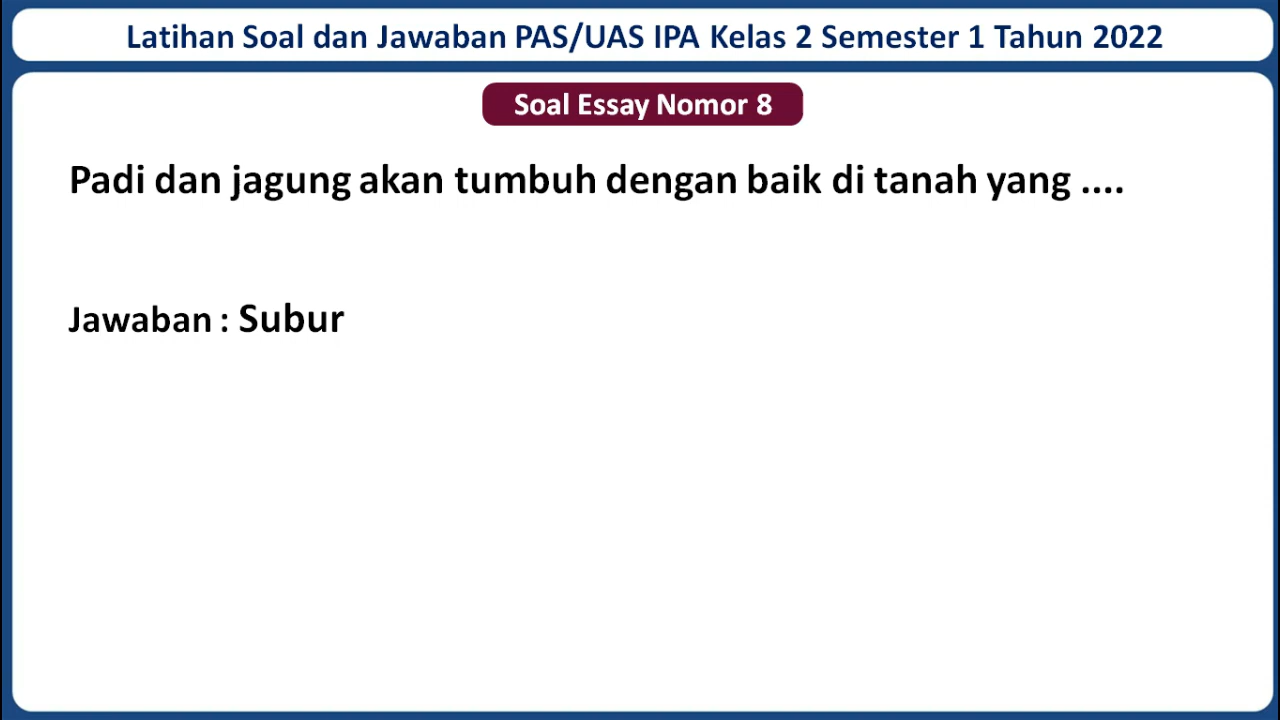 Latihan Soal dan Jawaban PAS/UAS IPA Kelas 2 Semester 1 Tahun 2022
Soal Essay Nomor 8
Padi dan jagung akan tumbuh dengan baik di tanah yang ....
Jawaban : Subur